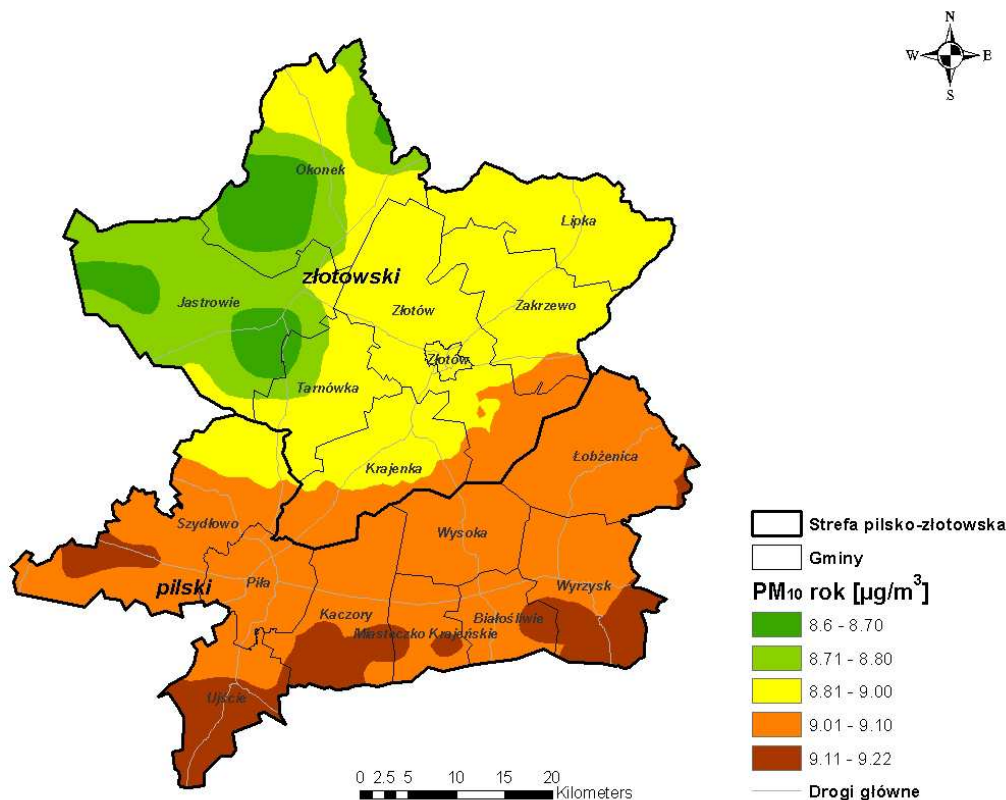 N
W E
S
Okonek
Lipka
złotowski
Jastrowie
Złotów
Zakrzewo
Złotów
Tarnówka
Krajenka
Łobżenica
Szydłowo
Wysoka
pilski
Piła
Wyrzysk
Kaczory
Białośliwie
Miasteczko Krajeńskie
Ujście
Strefa pilsko-złotowska
Gminy
PM10 rok [µg/m³]
8.6 - 8.70
8.71 - 8.80
8.81 - 9.00
9.01 - 9.10
9.11 - 9.22
Drogi główne
0 2.5 5 10 15 20
Kilometers